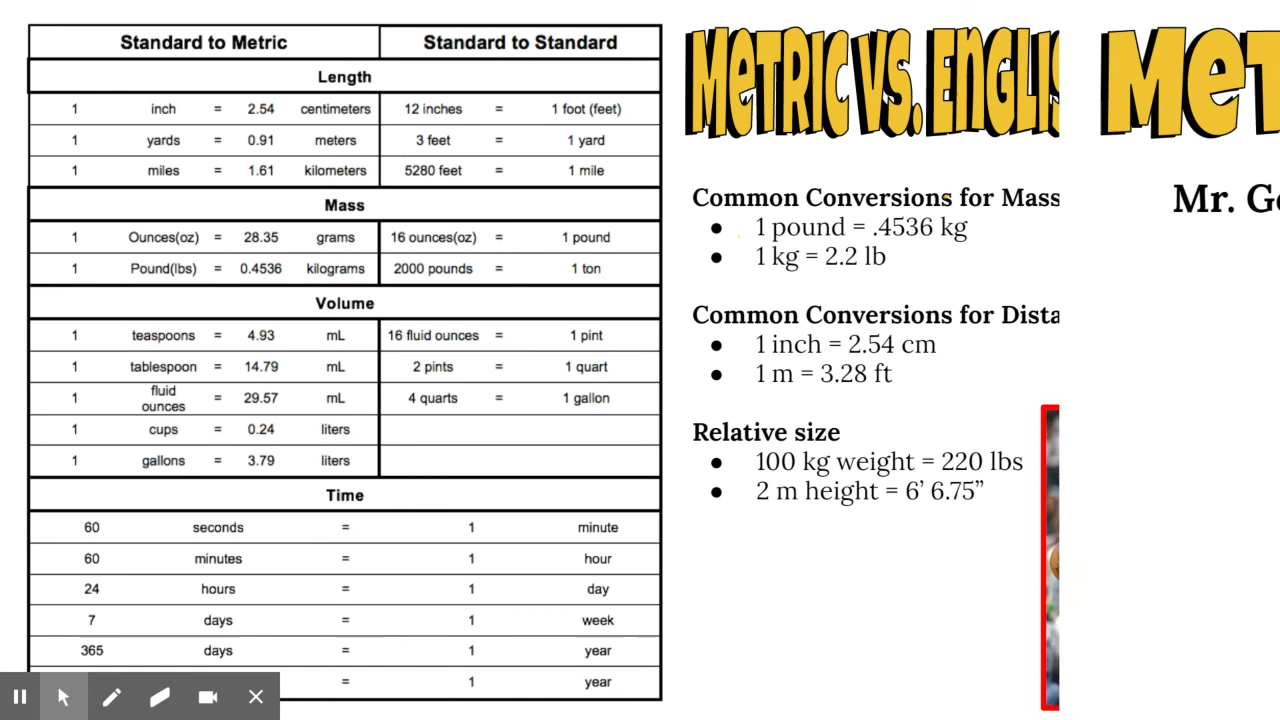 Standard to Metric Standard to Standard
Length
1 inch = 2.54 centimeters 12 inches = 1 foot (feet)
1 yards = 0.91 meters 3 feet = 1 yard
1 miles = 1.61 kilometers 5280 feet = 1 mile
Mass
1 Ounces(oz) = 28.35 grams 16 ounces(oz) = 1 pound
1 Pound(lbs) = 0.4536 kilograms 2000 pounds = 1 ton
Volume
1 teaspoons = 4.93 mL 16 fluid ounces = 1 pint
1 tablespoon = 14.79 mL 2 pints = 1 quart
1 fluid ounces = 29.57 mL 4 quarts = 1 gallon
1 cups = 0.24 liters
1 gallons = 3.79 liters
Time
60 seconds = 1 minute
60 minutes = 1 hour
24 hours = 1 day
7 days = 1 week
365 days = 1 year
= 1 year
METRIC VS.
Common Conversions for Mass
● 1 pound = .4536 kg
● 1 kg = 2.2 lb
Common Conversions for
● 1 inch = 2.54 cm
● 1 m = 3.28 ft
Relative size
● 100 kg weight = 220 lbs
● 2 m height = 6’ 6.75”
Mr.